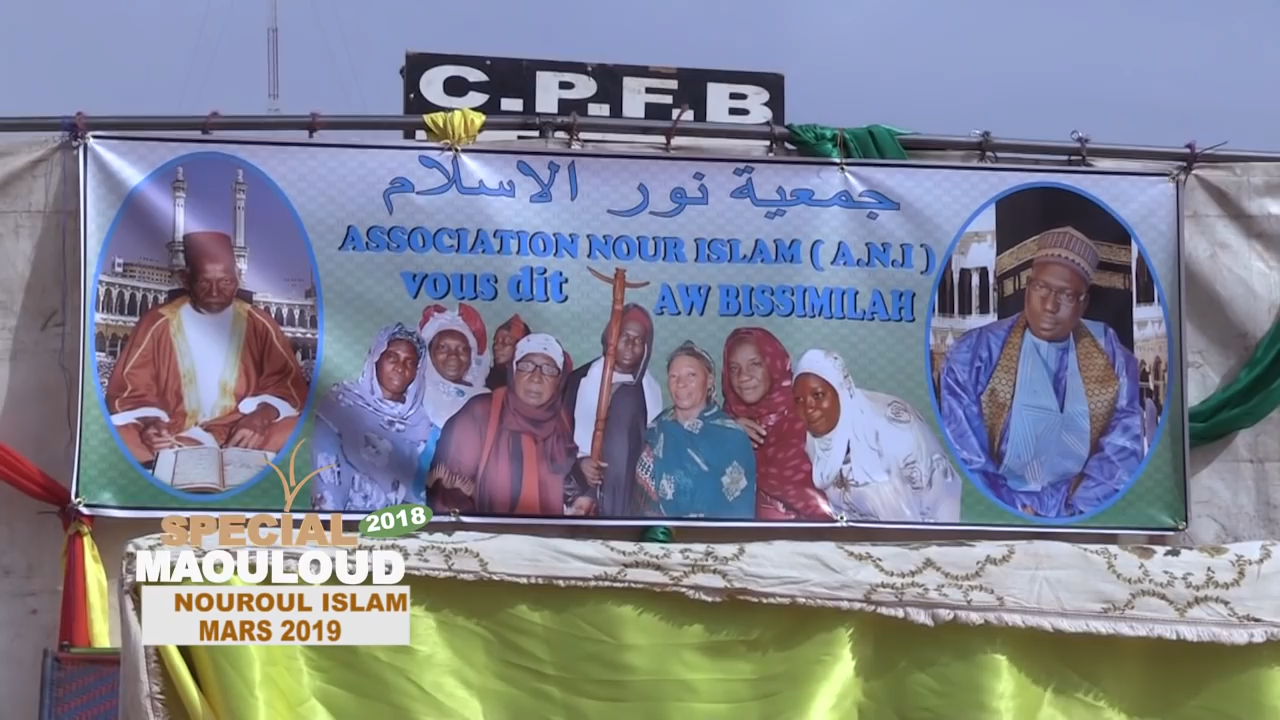 C.P.F.B
جمعية نور الاسلام
ASSOCIATION NOUR ISLAM ( A.N.I )
vous dit AW BISSIMILAH
SPECIAL 2018
MAOULOUD
NOUROUL ISLAM
MARS 2019